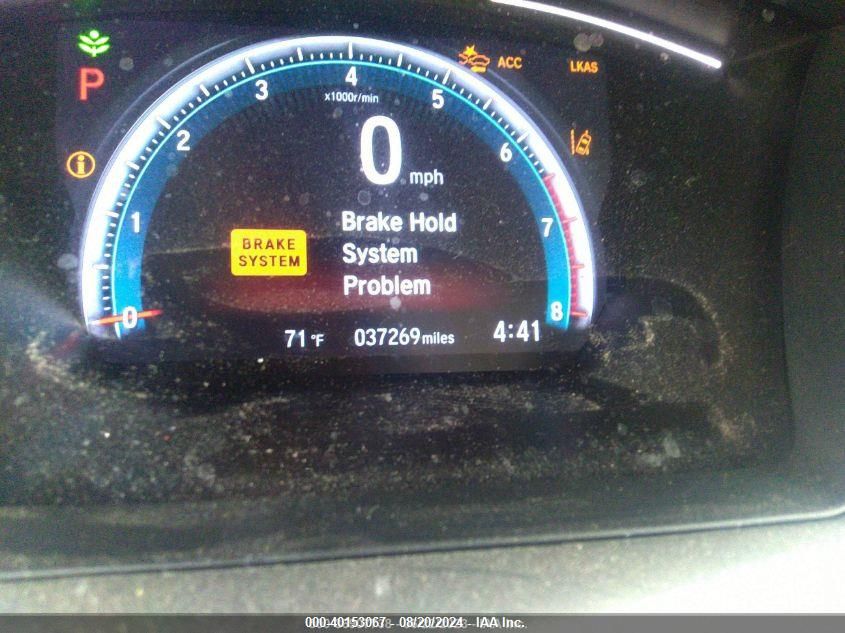 ACC
LKAS
P
4
x1000r/min
3
5
2
6
0 mph
1
7
Brake Hold
System
Problem
BRAKE
SYSTEM
0
8
71 °F
037269 miles
4:41
000-40153067 - 08/20/2024 - IAA Inc.